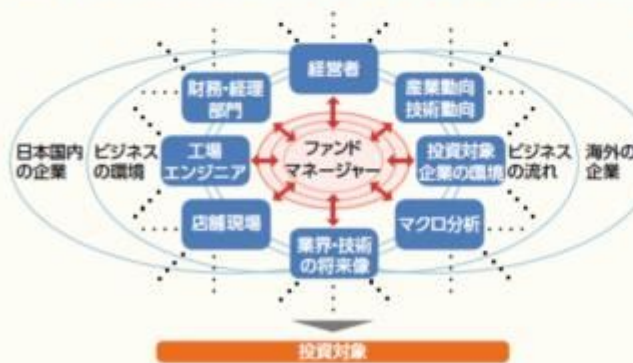 経営者
財務・経理
部門
産業動向
技術動向
日本国内
の企業
ビジネス
の環境
工場
エンジニア
ファンド
マネージャー
投資対象
企業の環境
ビジネス
の流れ
海外の
企業
店舗現場
マクロ分析
業界・技術
の将来像
投資対象